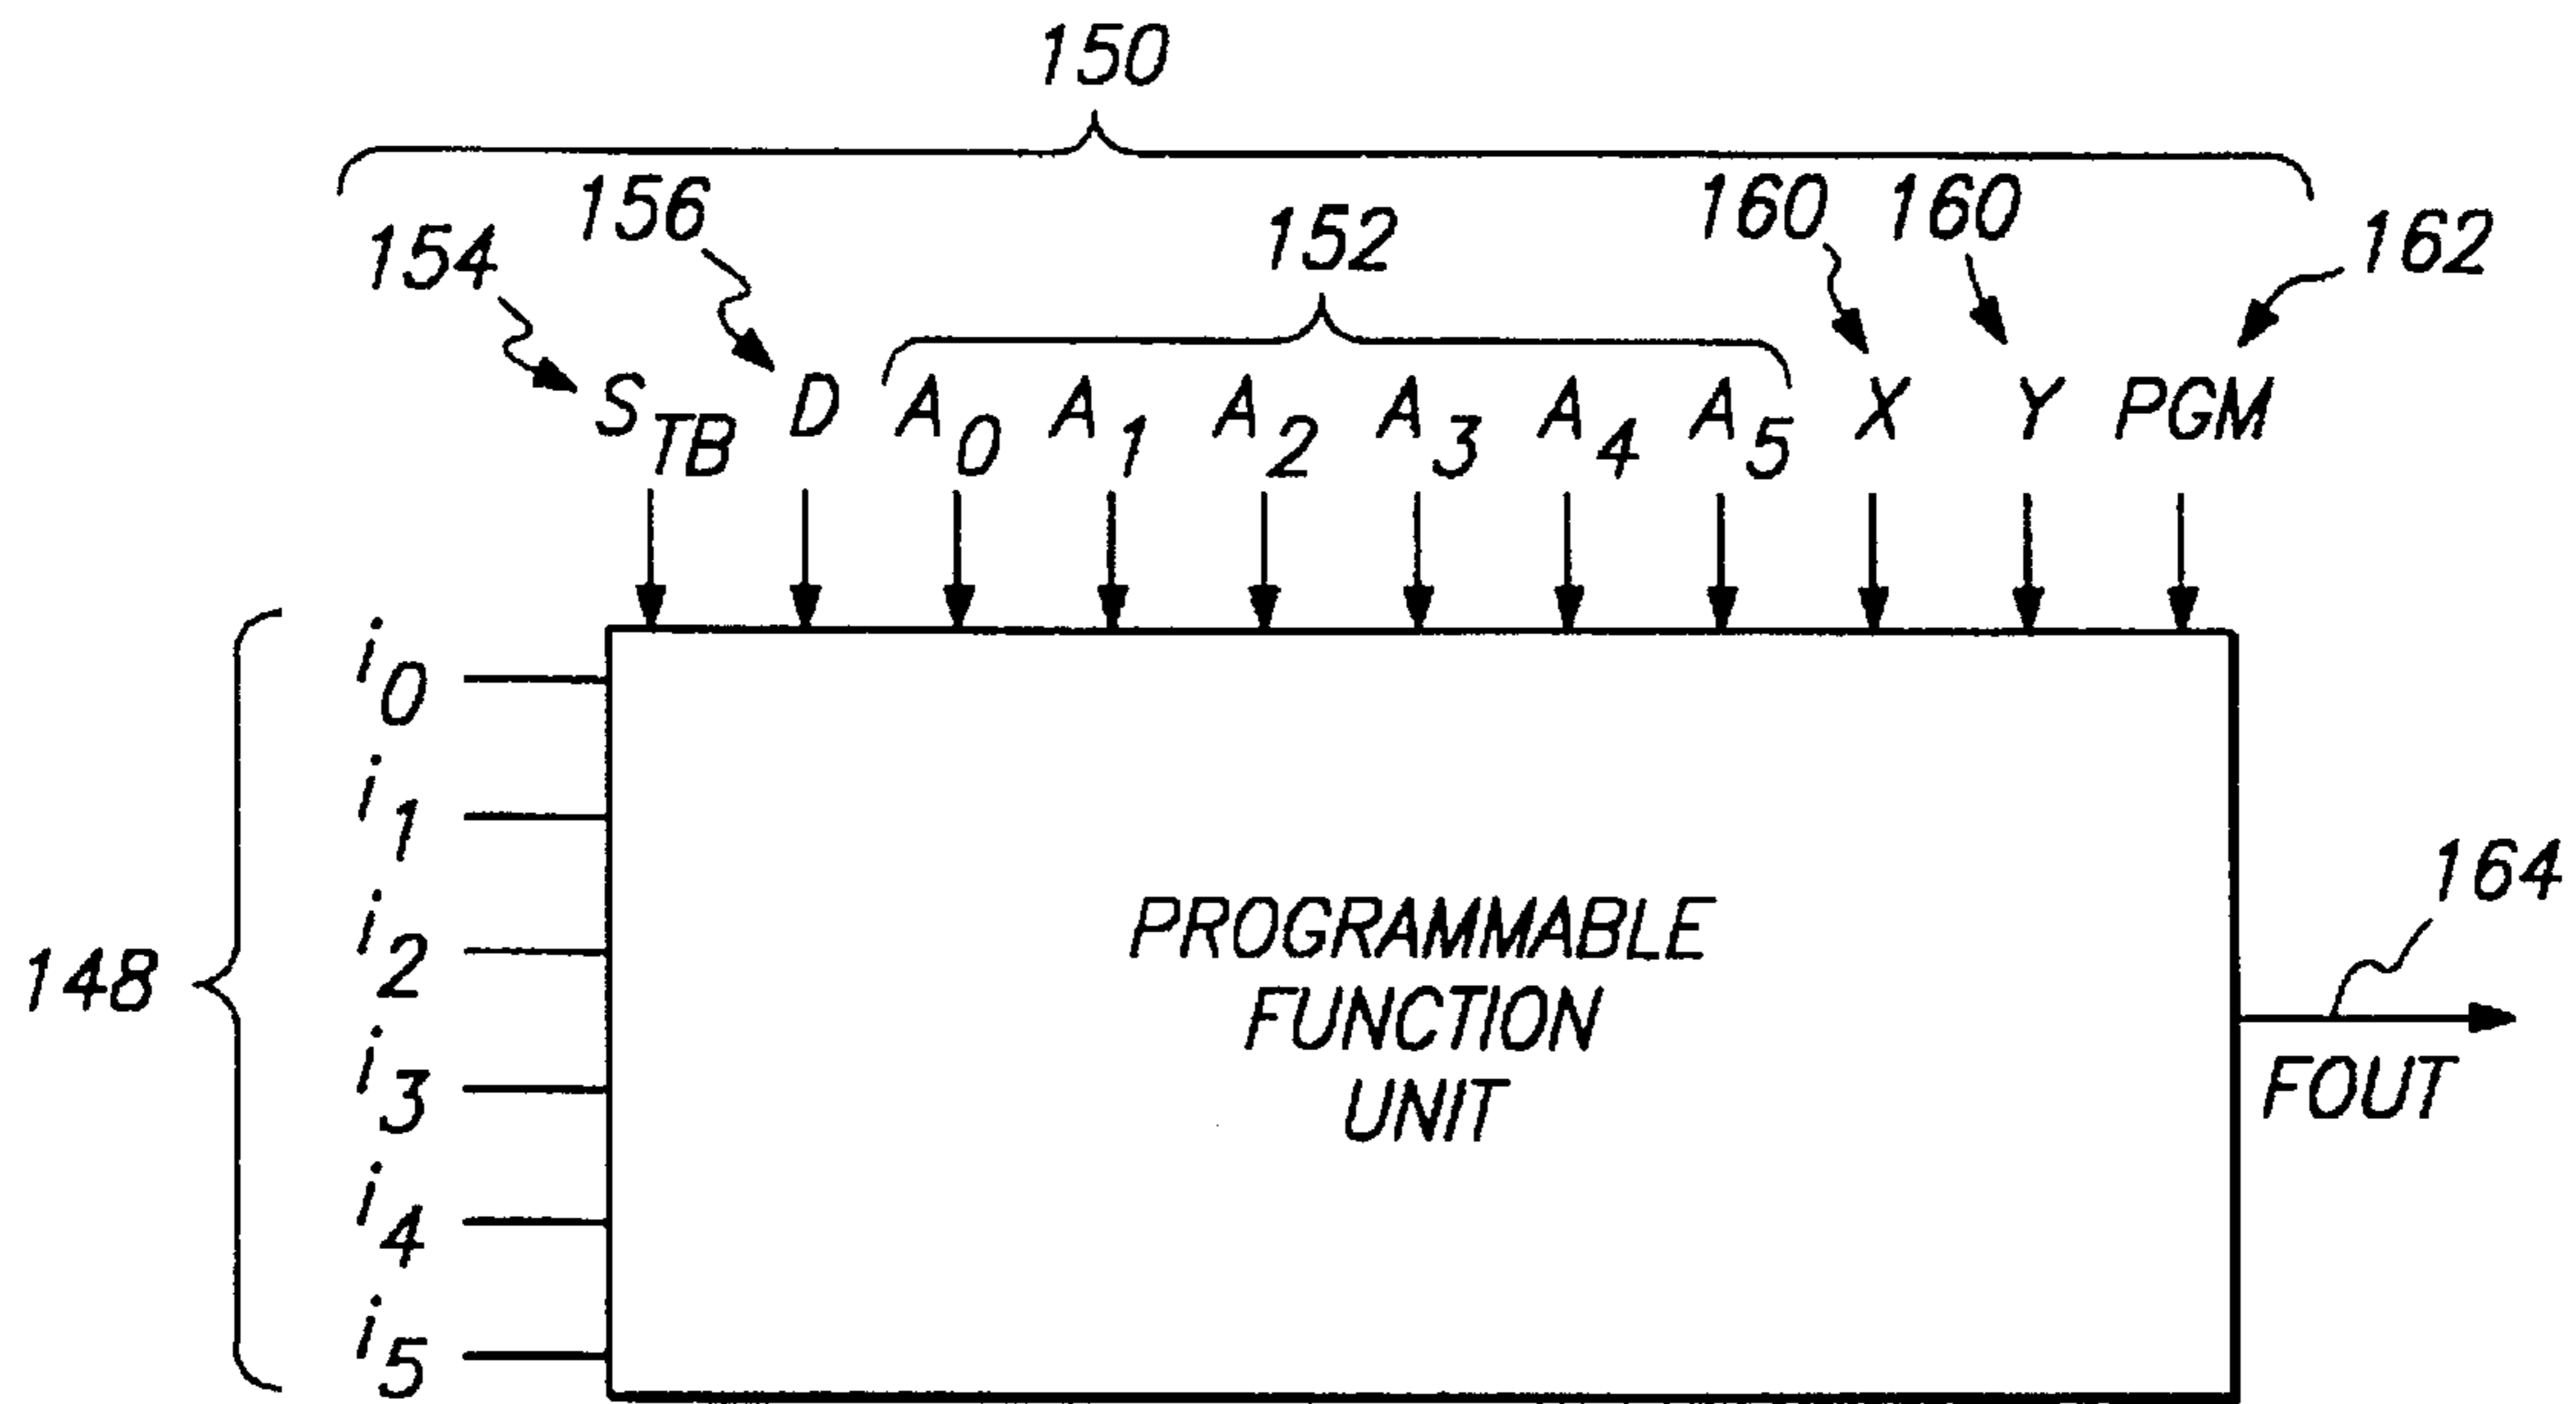 150
156 160 160
154 152 162
S_TB D A_0 A_1 A_2 A_3 A_4 A_5 X Y PGM
i_0
i_1
164
i_2 PROGRAMMABLE
148 FUNCTION
i_3 UNIT FOUT
i_4
i_5